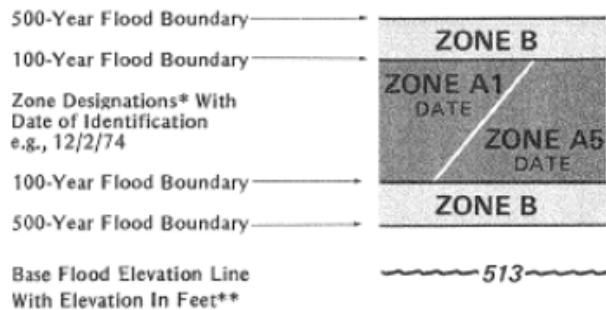 500-Year Flood Boundary
ZONE B
100-Year Flood Boundary
ZONE A1
DATE
Zone Designations* With
Date of Identification
e.g., 12/2/74
ZONE A5
DATE
100-Year Flood Boundary
ZONE B
500-Year Flood Boundary
Base Flood Elevation Line
With Elevation In Feet**
513